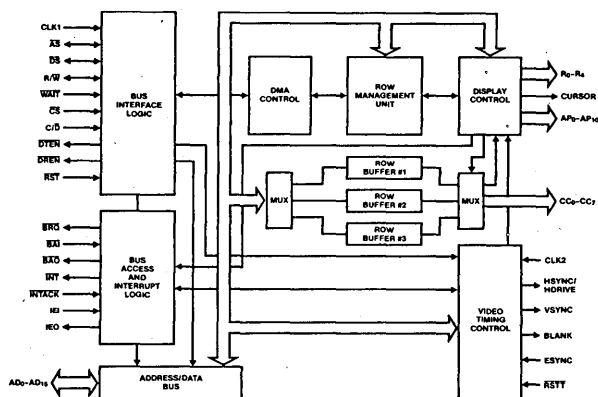 CLK1
AS
DS
R/W
WAIT
CS
C/D
DTEN
DREN
RST
BUS
INTERFACE
LOGIC
DMA
CONTROL
ROW
MANAGEMENT
UNIT
DISPLAY
CONTROL
R0-R4
CURSOR
AP0-AP10
MUX
ROW
BUFFER #1
ROW
BUFFER #2
ROW
BUFFER #3
MUX
CC0-CC7
BRQ
BAI
BAO
INT
INTACK
IEI
IEO
BUS
ACCESS
AND
INTERRUPT
LOGIC
VIDEO
TIMING
CONTROL
CLK2
HSYNC/
HDRIVE
VSYNC
BLANK
ESYNC
RSTT
AD0-AD15
ADDRESS/DATA
BUS